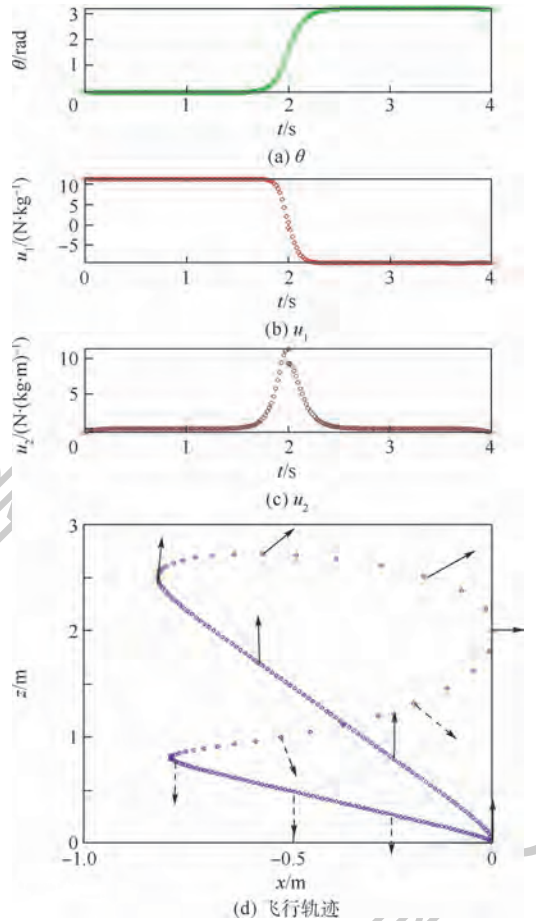 θ/rad
3
2
1
0 1 2 3 4
t/s
(a) θ
u₁/(N·kg⁻¹)
10
5
0
−5
0 1 2 3 4
t/s
(b) u₁
u₂/(N·(kg·m)⁻¹)
10
5
0 1 2 3 4
t/s
(c) u₂
z/m
3
2
1
0
−1.0 −0.5 0
x/m
(d) 飞行轨迹